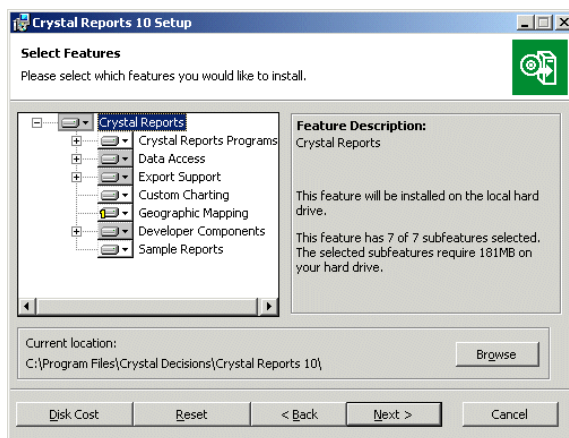 Crystal Reports 10 Setup
Select Features
Please select which features you would like to install.
Crystal Reports
Crystal Reports Programs
Data Access
Export Support
Custom Charting
Geographic Mapping
Developer Components
Sample Reports
Feature Description:
Crystal Reports
This feature will be installed on the local hard
drive.
This feature has 7 of 7 subfeatures selected.
The selected subfeatures require 181MB on
your hard drive.
Current location:
C:\Program Files\Crystal Decisions\Crystal Reports 10\
Browse
Disk Cost
Reset
< Back
Next >
Cancel